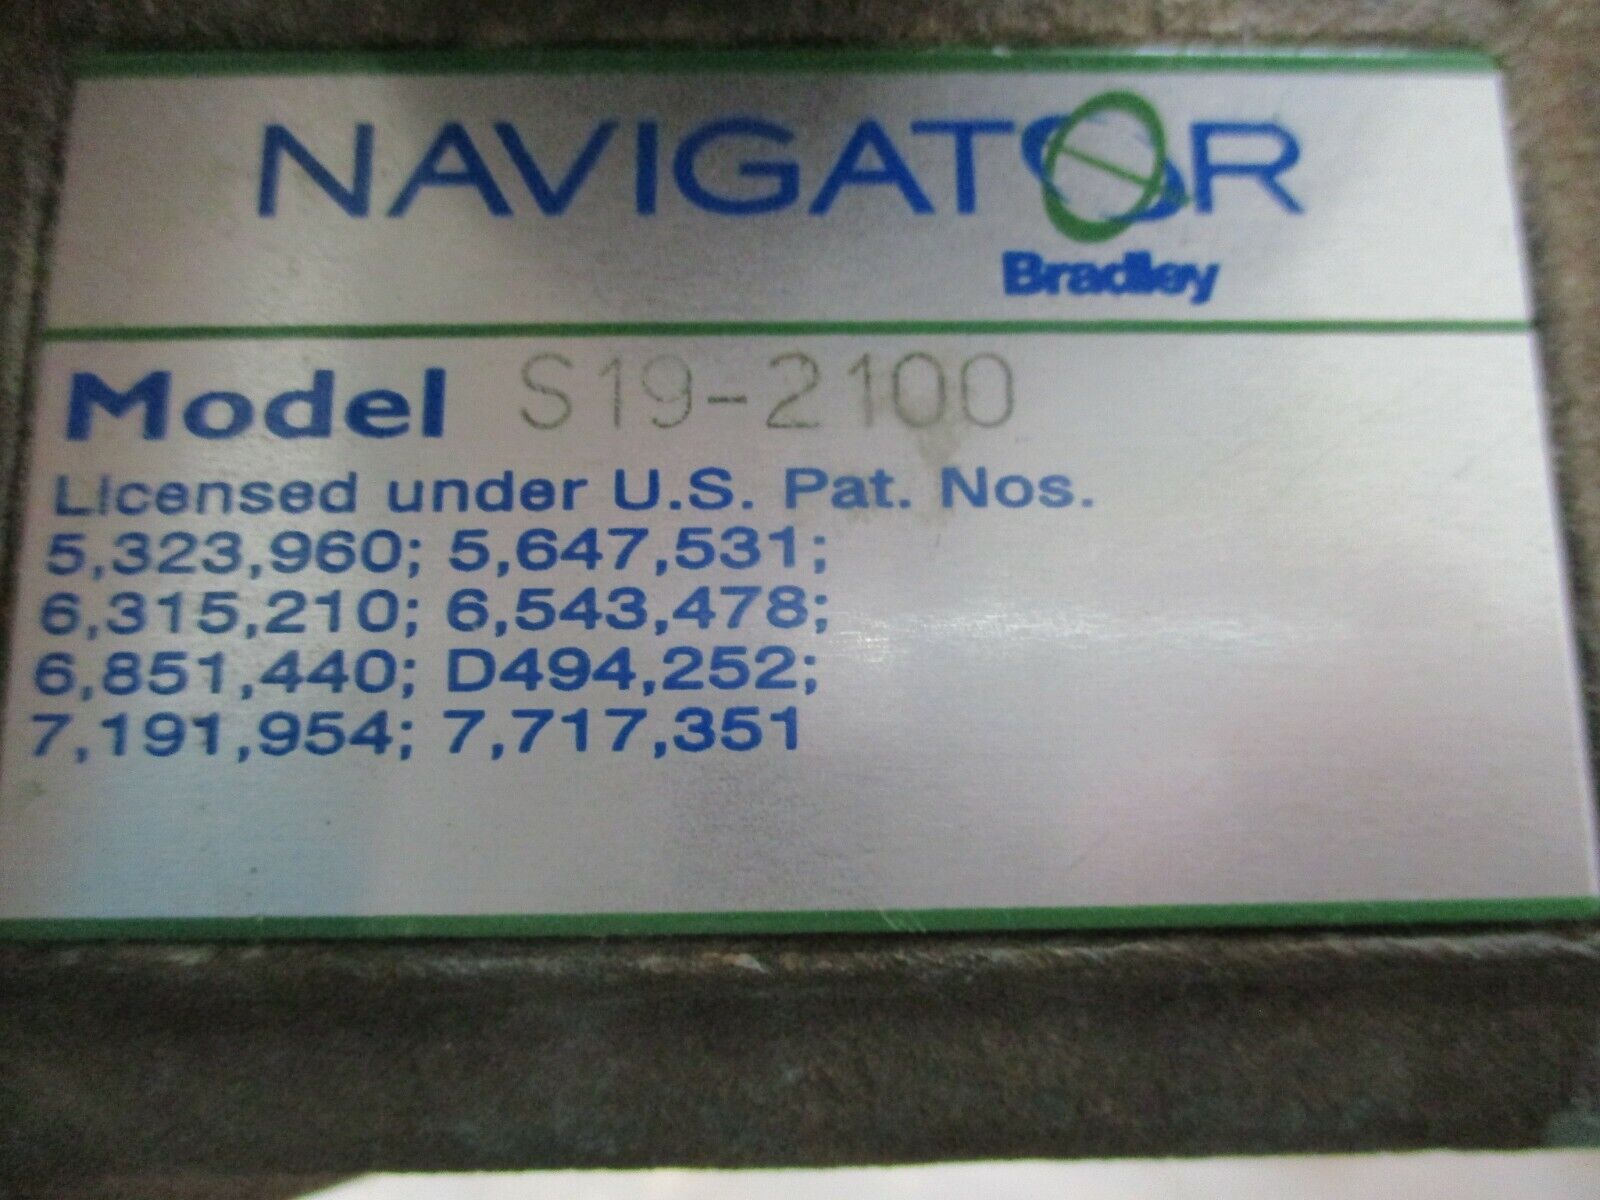 NAVIGATOR
Bradley
Model S19-2100
Licensed under U.S. Pat. Nos.
5,323,960; 5,647,531;
6,315,210; 6,543,478;
6,851,440; D494,252;
7,191,954; 7,717,351